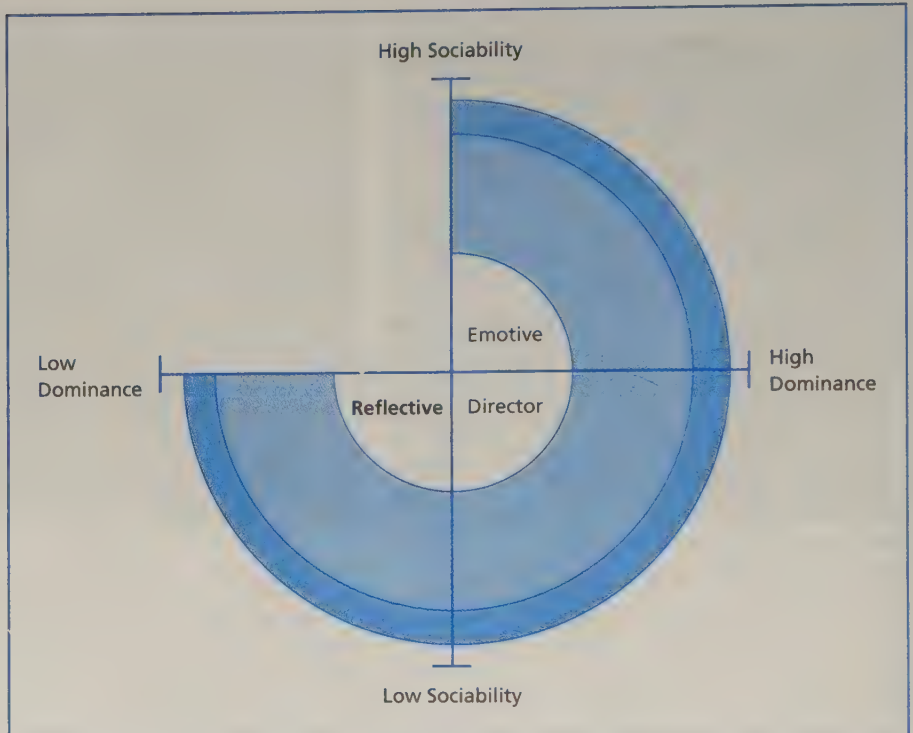 High Sociability
Emotive
Low
Dominance
High
Dominance
Reflective
Director
Low Sociability